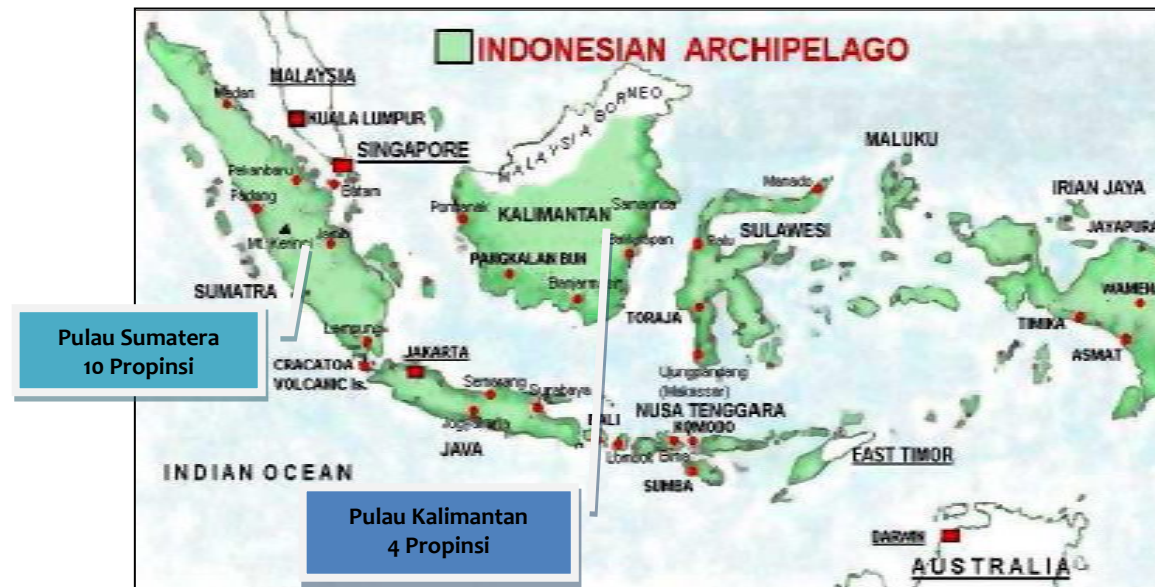 INDONESIAN ARCHIPELAGO
MALAYSIA
Medan
KUALA LUMPUR
SINGAPORE
MALAYSIA BORNEO
MALUKU
Pekanbaru
Batam
Padang
Manado
IRIAN JAYA
Pontianak
KALIMANTAN
Samarinda
JAYAPURA
SULAWESI
Mt. Kerinci
Jambi
Balikpapan
Palu
PANGKALAN BUN
SUMATRA
Banjarmasin
WAMENA
TORAJA
TIMIKA
Pulau Sumatera
10 Propinsi
Lampung
JAKARTA
ASMAT
CRACATOA
VOLCANIC Is.
Semarang
Surabaya
Ujungpandang
(Makassar)
Jogjakarta
BALI
NUSA TENGGARA
KOMODO
JAVA
Lombok
Bima
EAST TIMOR
INDIAN OCEAN
SUMBA
Pulau Kalimantan
4 Propinsi
DARWIN
AUSTRALIA